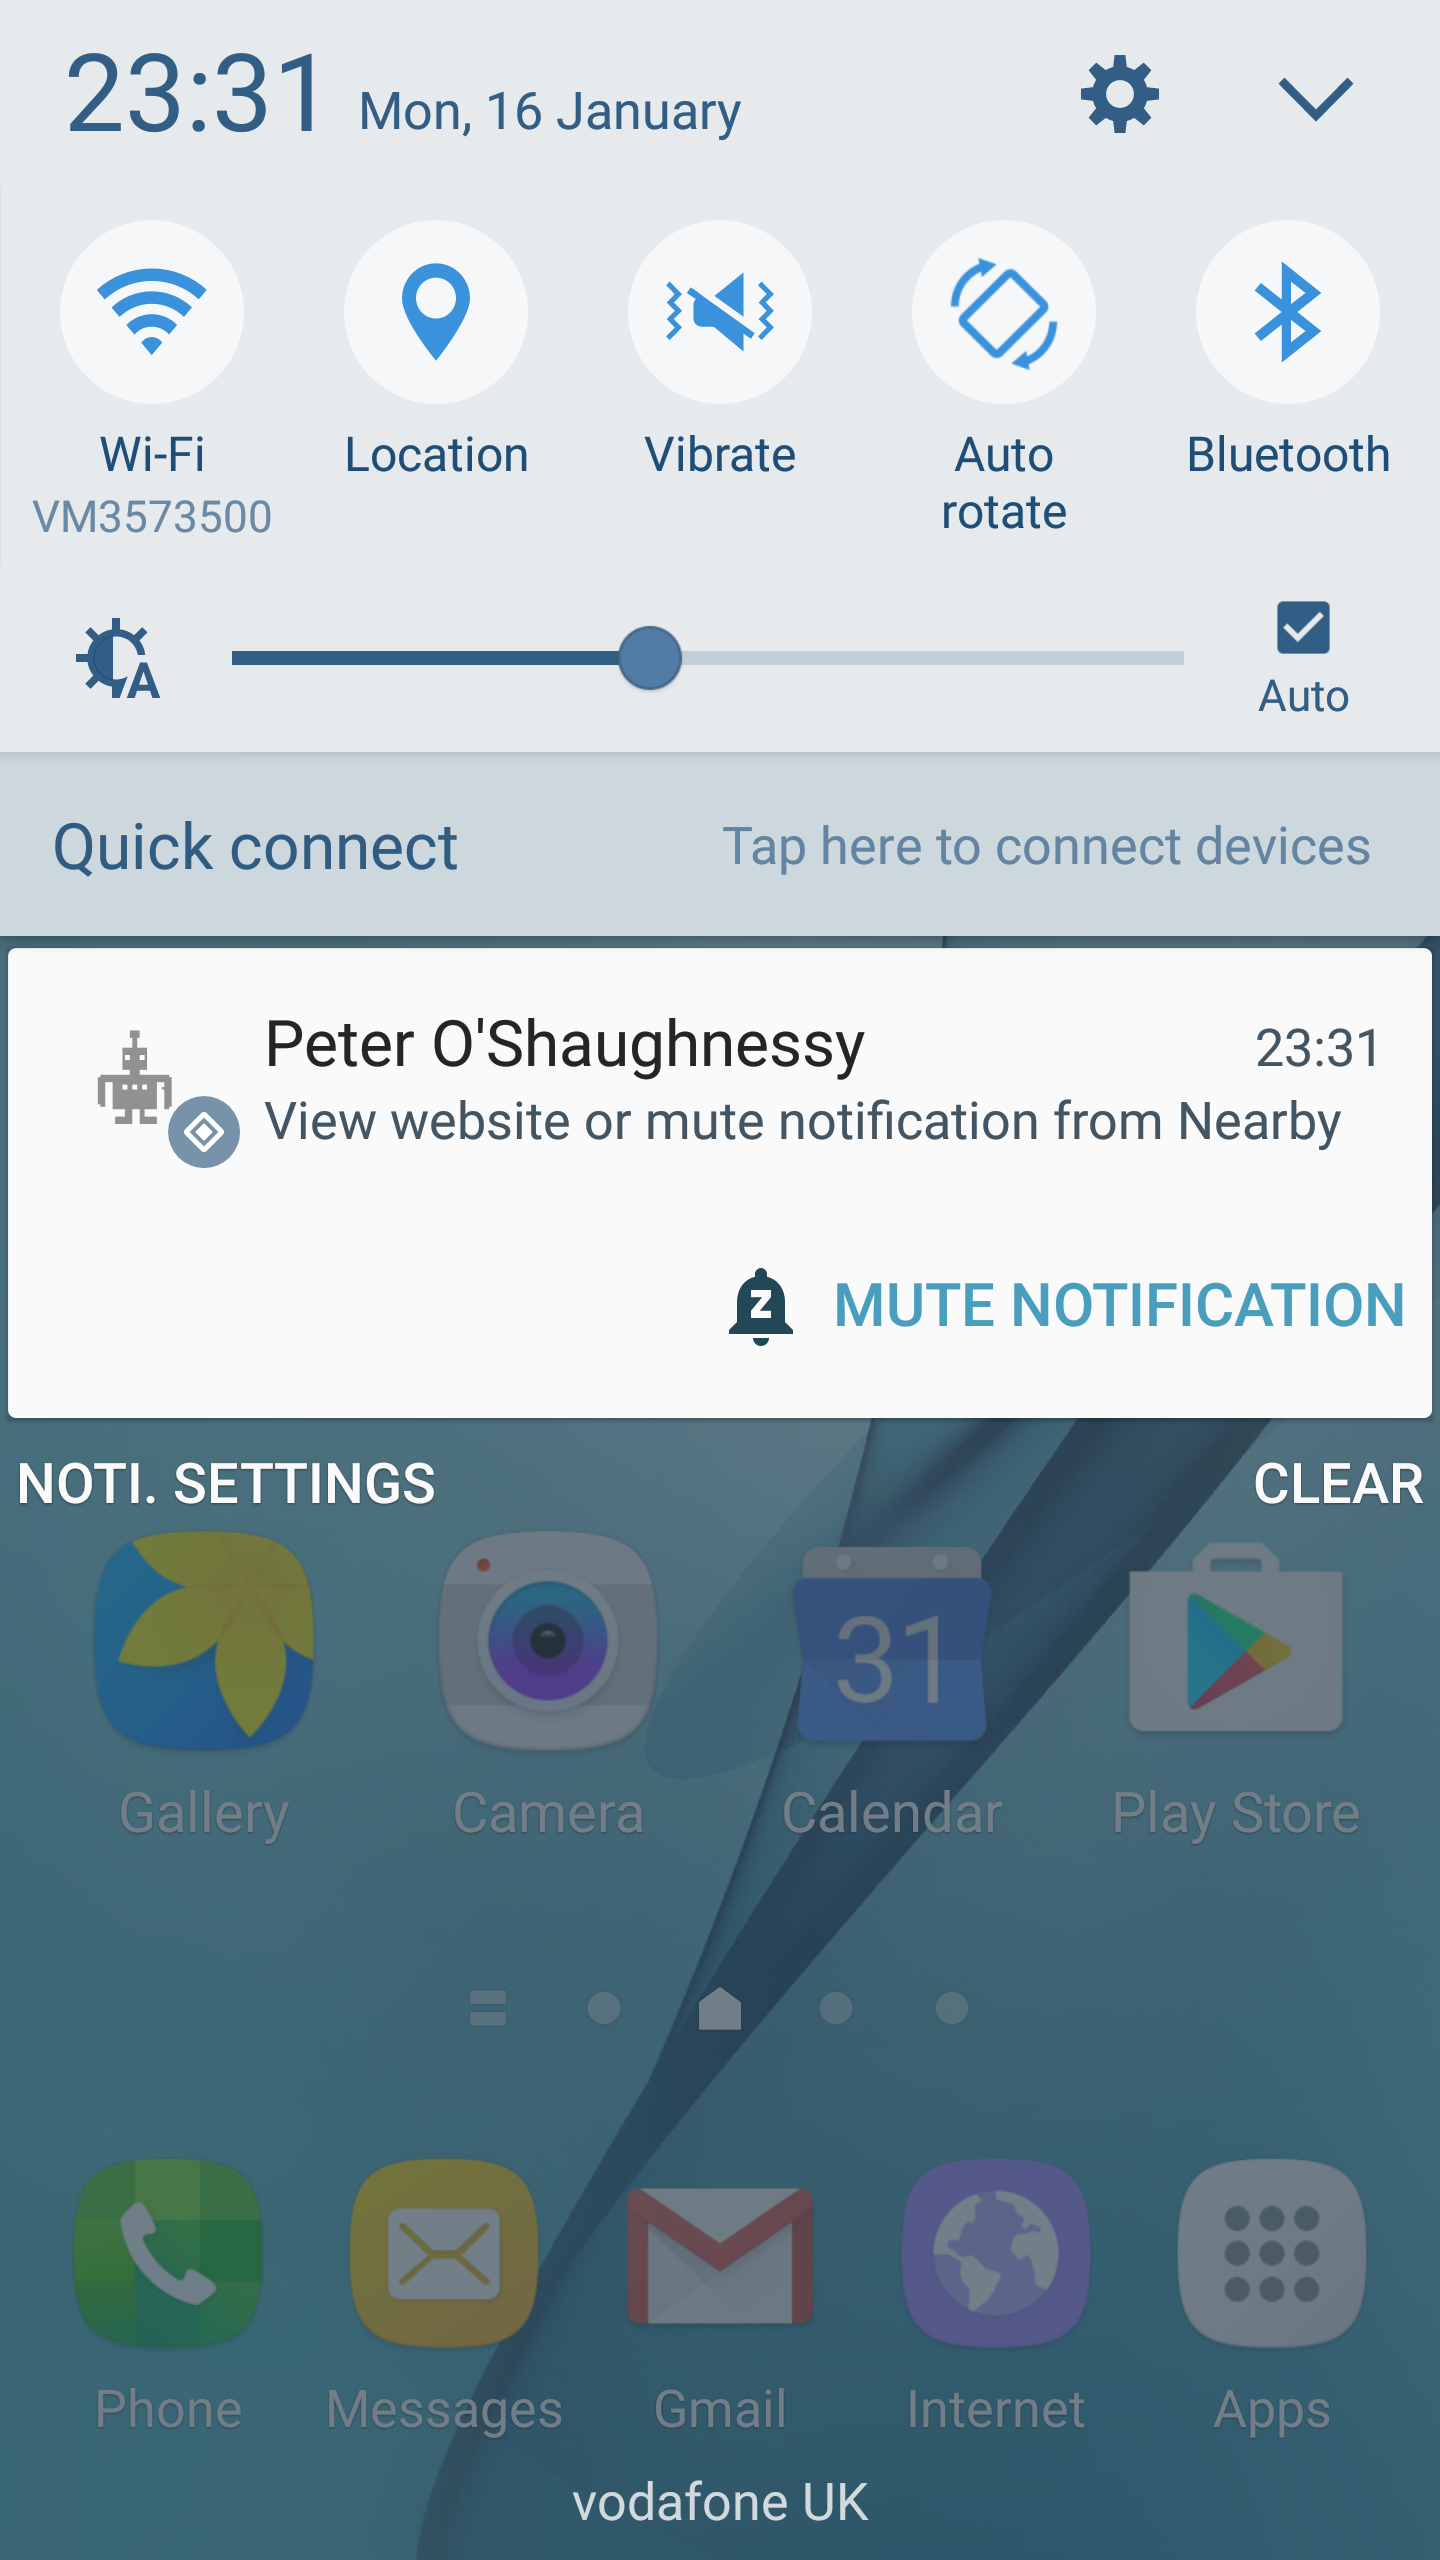 23:31 Mon, 16 January
Wi-Fi Location Vibrate Auto rotate Bluetooth
VM3573500
A
Auto
Quick connect Tap here to connect devices
Peter O'Shaughnessy 23:31
View website or mute notification from Nearby
Z MUTE NOTIFICATION
NOTI. SETTINGS CLEAR
31
Gallery Camera Calendar Play Store
Phone Messages Gmail Internet Apps
vodafone UK